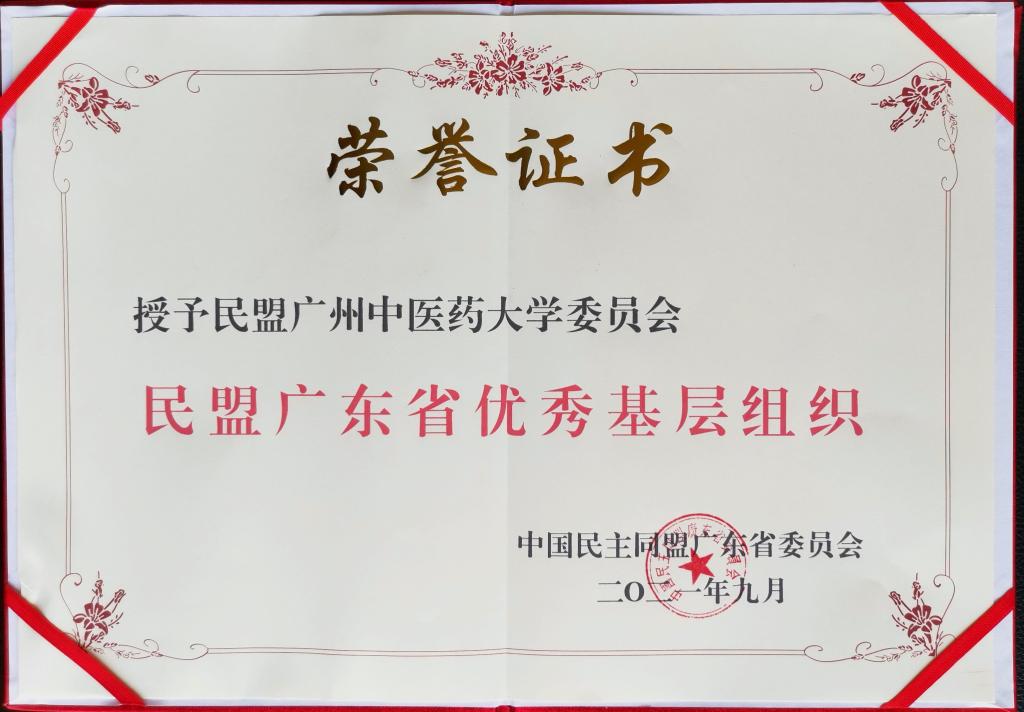 荣誉证书
授予民盟广州中医药大学委员会
民盟广东省优秀基层组织
中国民主同盟广东省委员会
二〇二一年九月